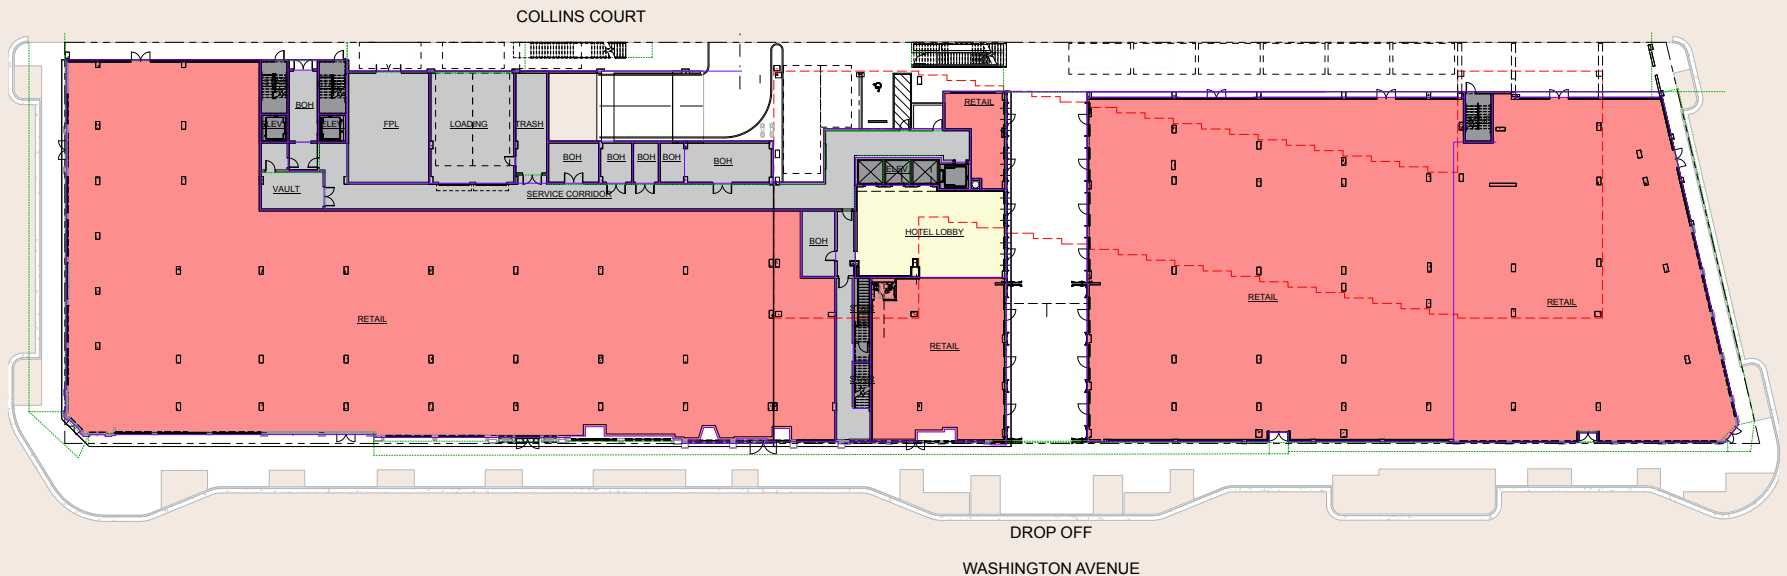 COLLINS COURT
RETAIL
BOH
ELEV.
ELEV.
FPL
LOADING
TRASH
BOH
BOH
BOH
BOH
BOH
ELEV.
VAULT
SERVICE CORRIDOR
BOH
HOTEL LOBBY
RETAIL
RETAIL
RETAIL
RETAIL
DROP OFF
WASHINGTON AVENUE